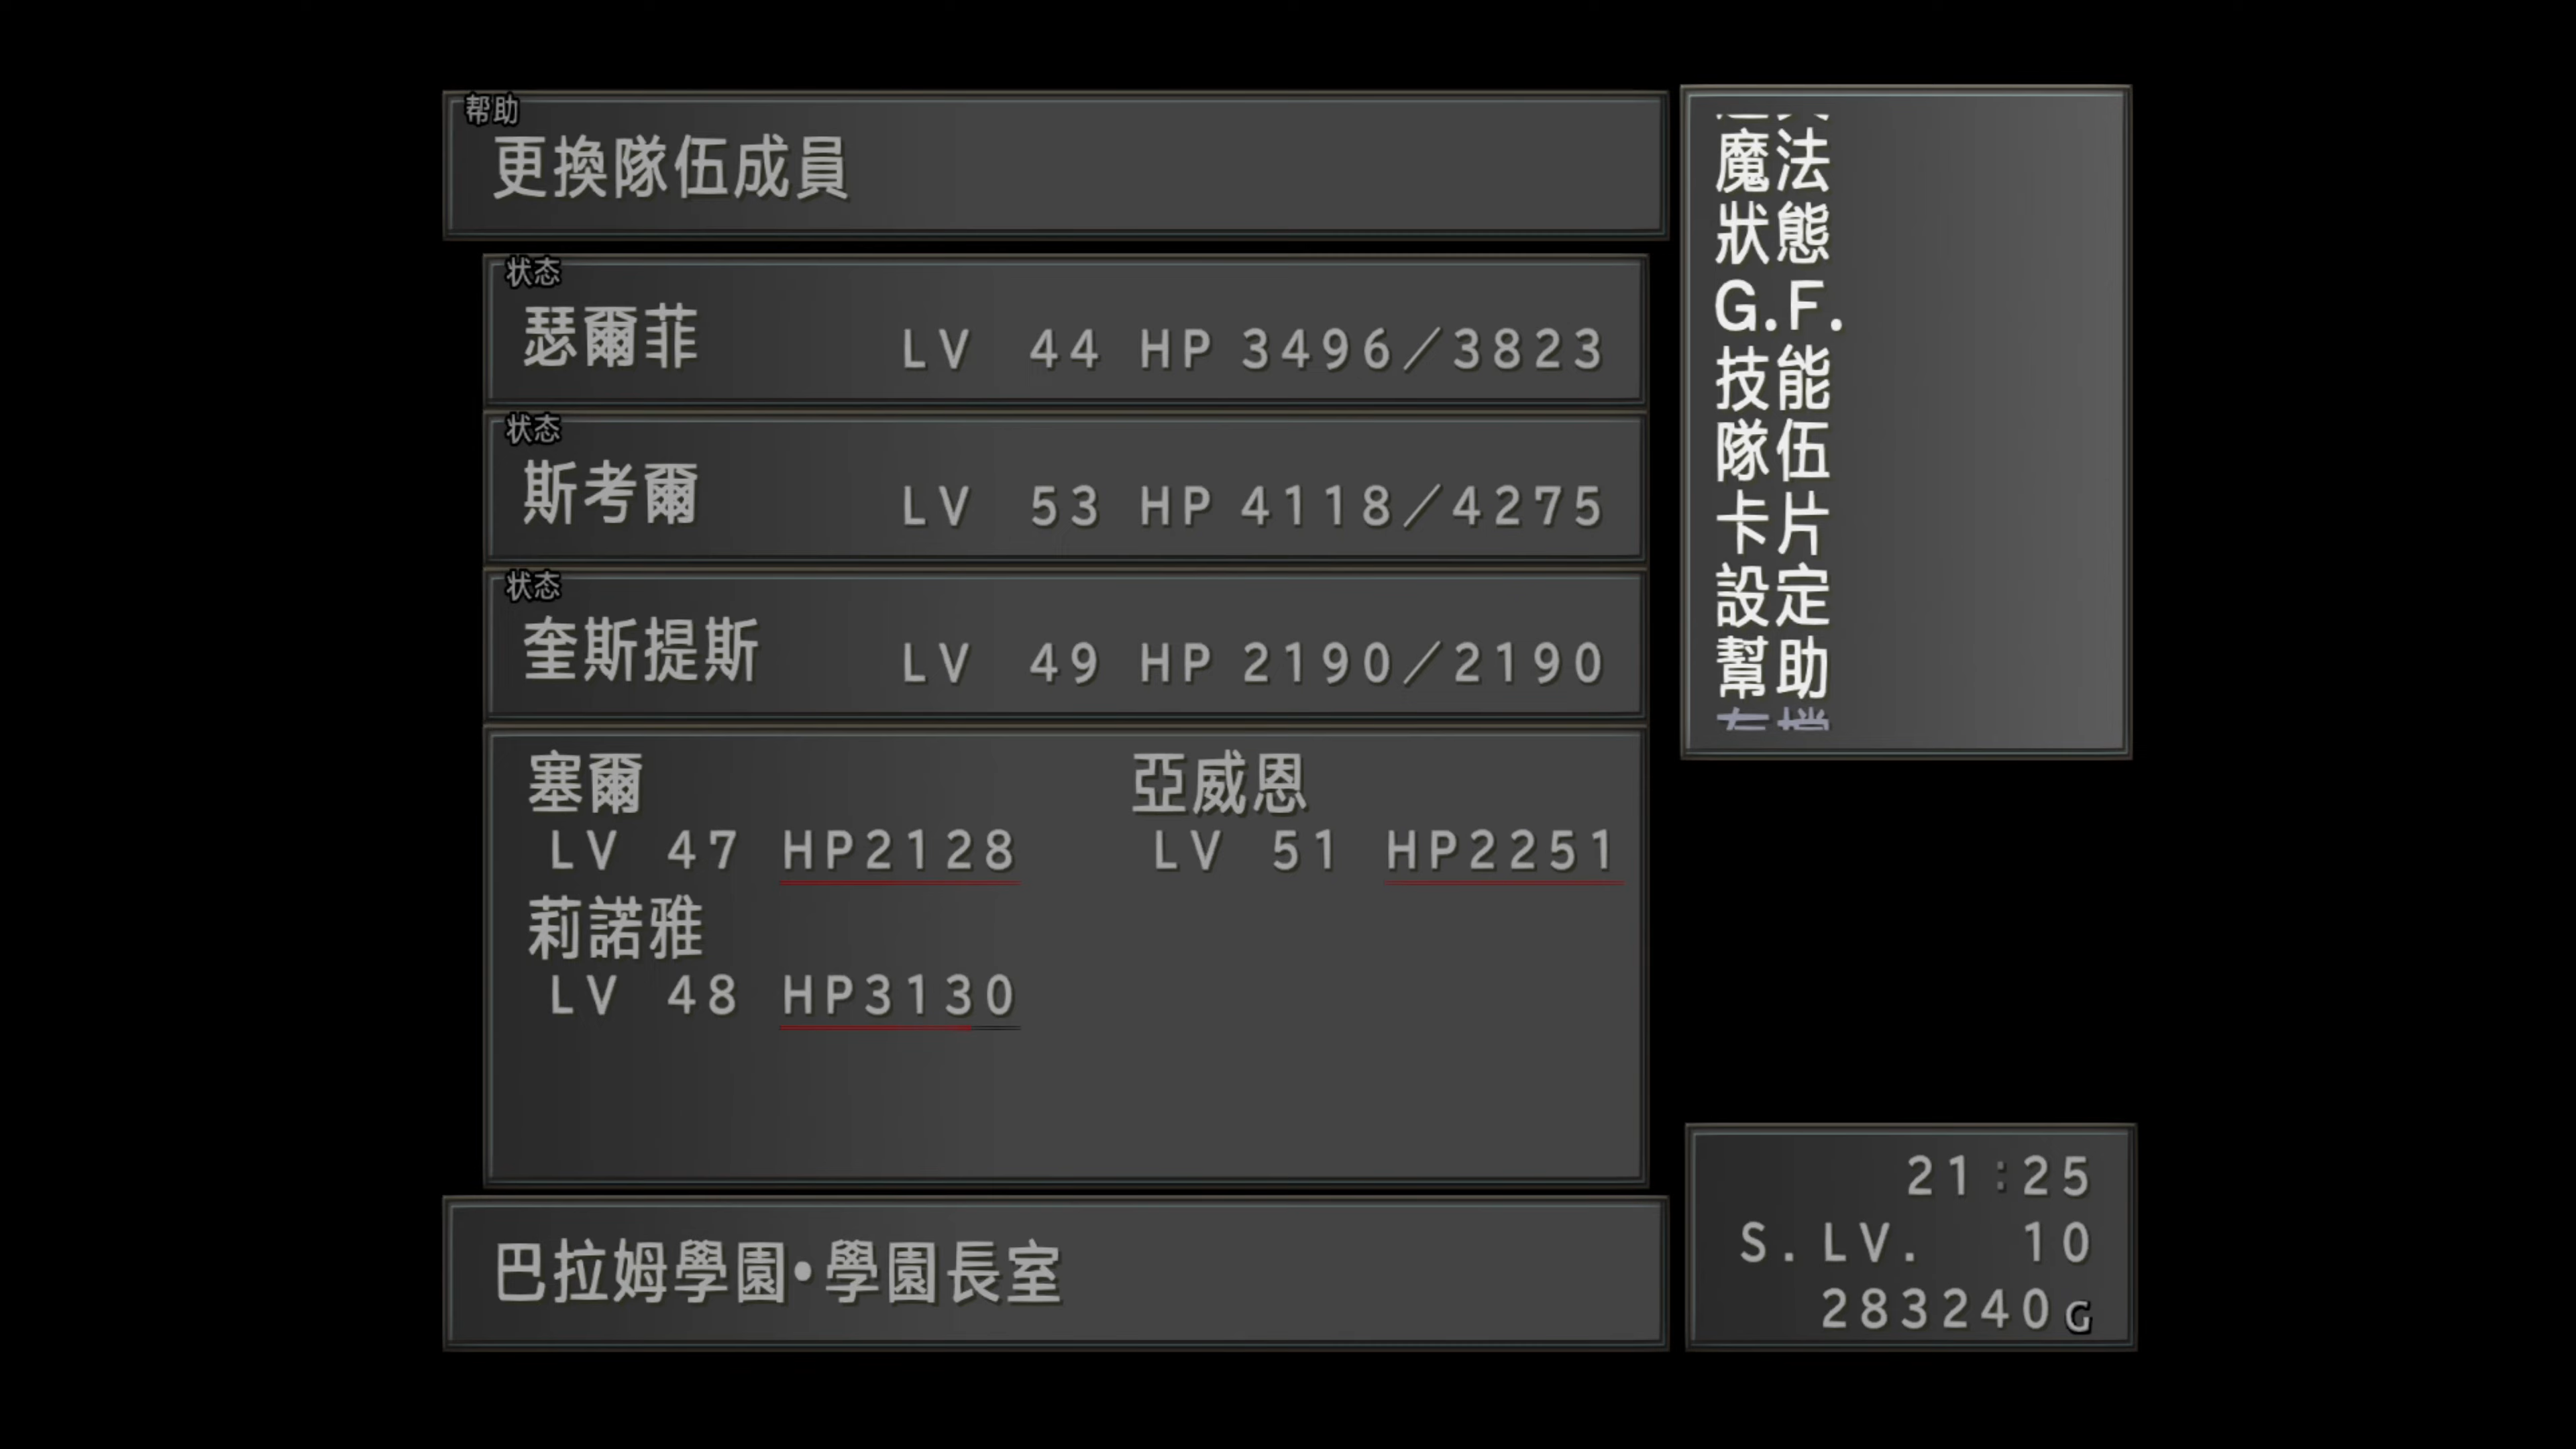 帮助
更換隊伍成員
状态
瑟爾菲 LV 44 HP 3496/3823
状态
斯考爾 LV 53 HP 4118/4275
状态
奎斯提斯 LV 49 HP 2190/2190
塞爾
LV 47 HP2128
亞威恩
LV 51 HP2251
莉諾雅
LV 48 HP3130
巴拉姆學園•學園長室
魔法
狀態
G.F.
技能
隊伍
卡片
設定
幫助
21:25
S.LV. 10
283240G